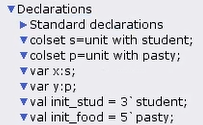 Declarations
Standard declarations
colset s=unit with student;
colset p=unit with pasty;
var x:s;
var y:p;
val init_stud = 3`student;
val init_food = 5`pasty;